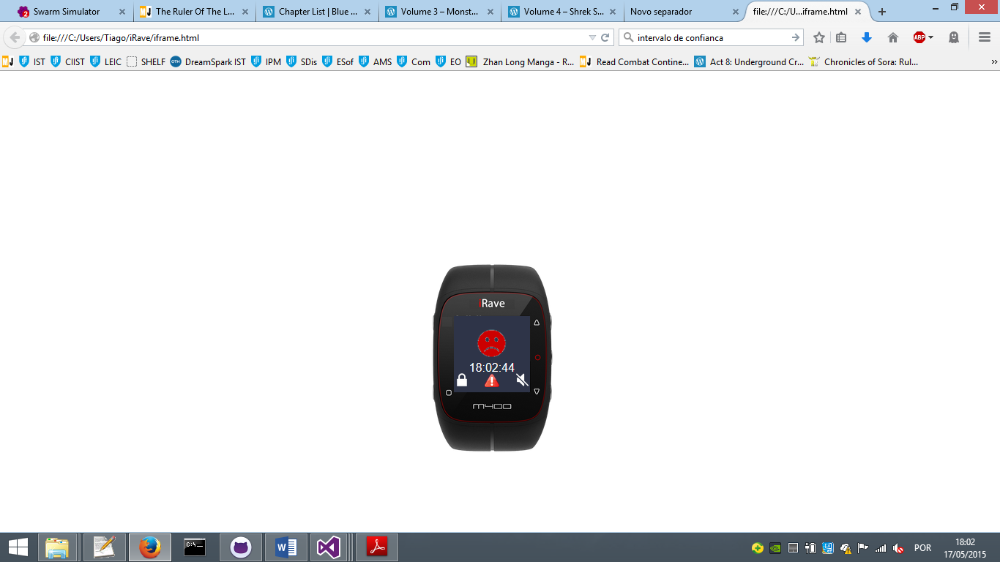 Swarm Simulator
The Ruler Of The L...
Chapter List | Blue ...
Volume 3 – Monst...
Volume 4 – Shrek S...
Novo separador
file:///C:/U...iframe.html
file:///C:/Users/Tiago/iRave/iframe.html
intervalo de confianca
ABP
IST
CIIST
LEIC
SHELF
DreamSpark IST
IPM
SDis
ESof
AMS
Com
EO
Zhan Long Manga - R...
Read Combat Contine...
Act 8: Underground Cr...
Chronicles of Sora: Rul...
iRave
18:02:44
M400
POR
18:02
17/05/2015